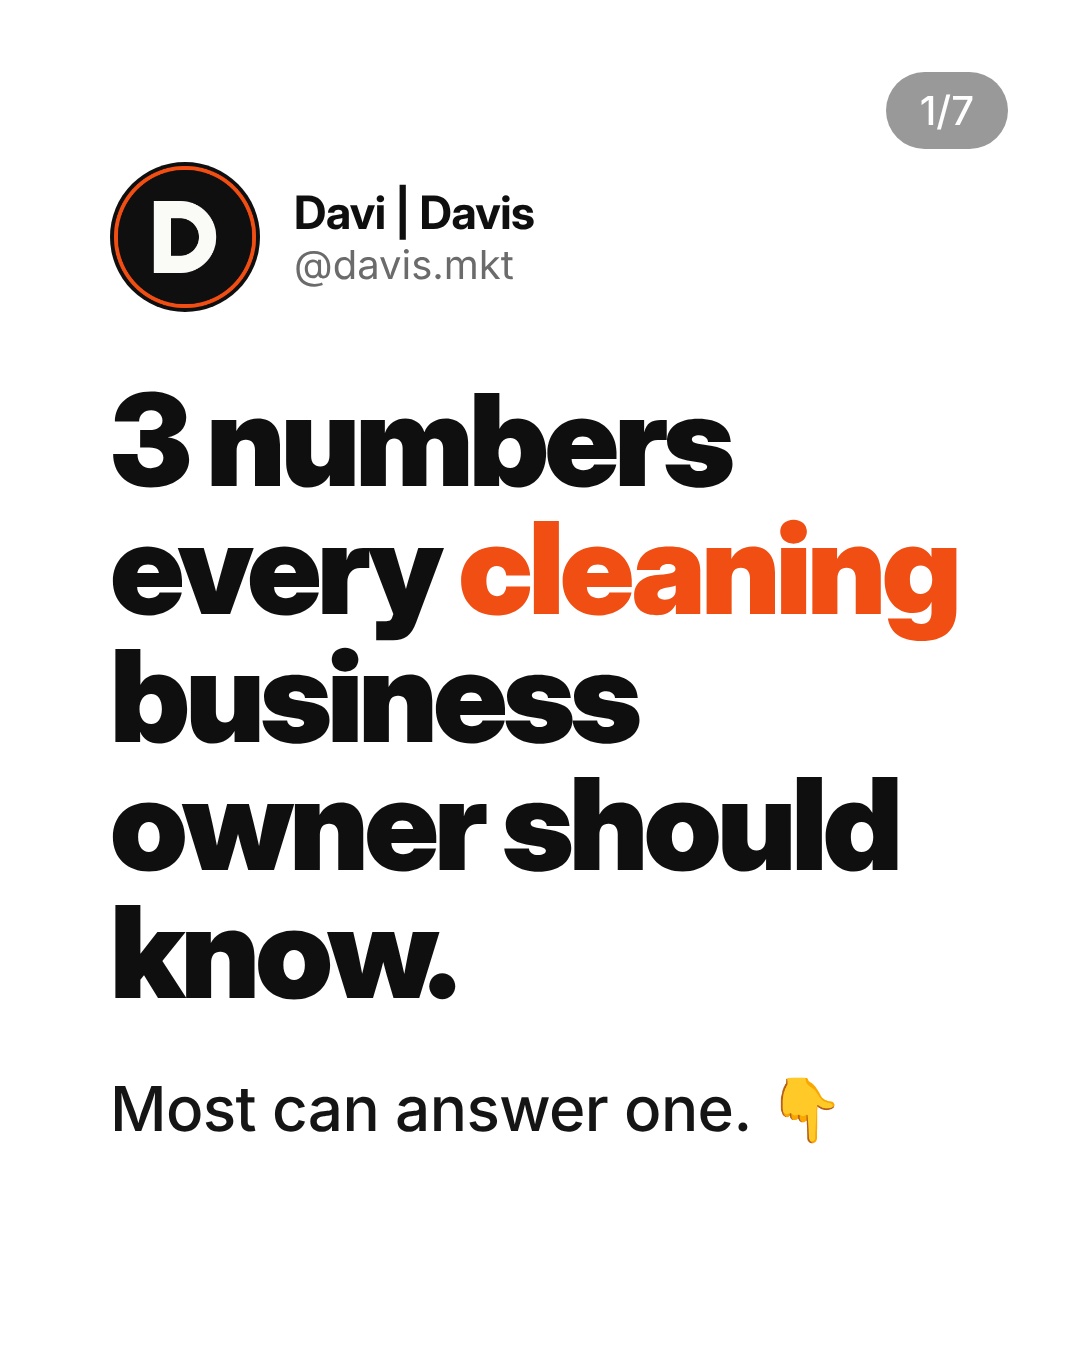 1/7
D
Davi | Davis
@davis.mkt
3 numbers
every cleaning
business
owner should
know.
Most can answer one. 👇